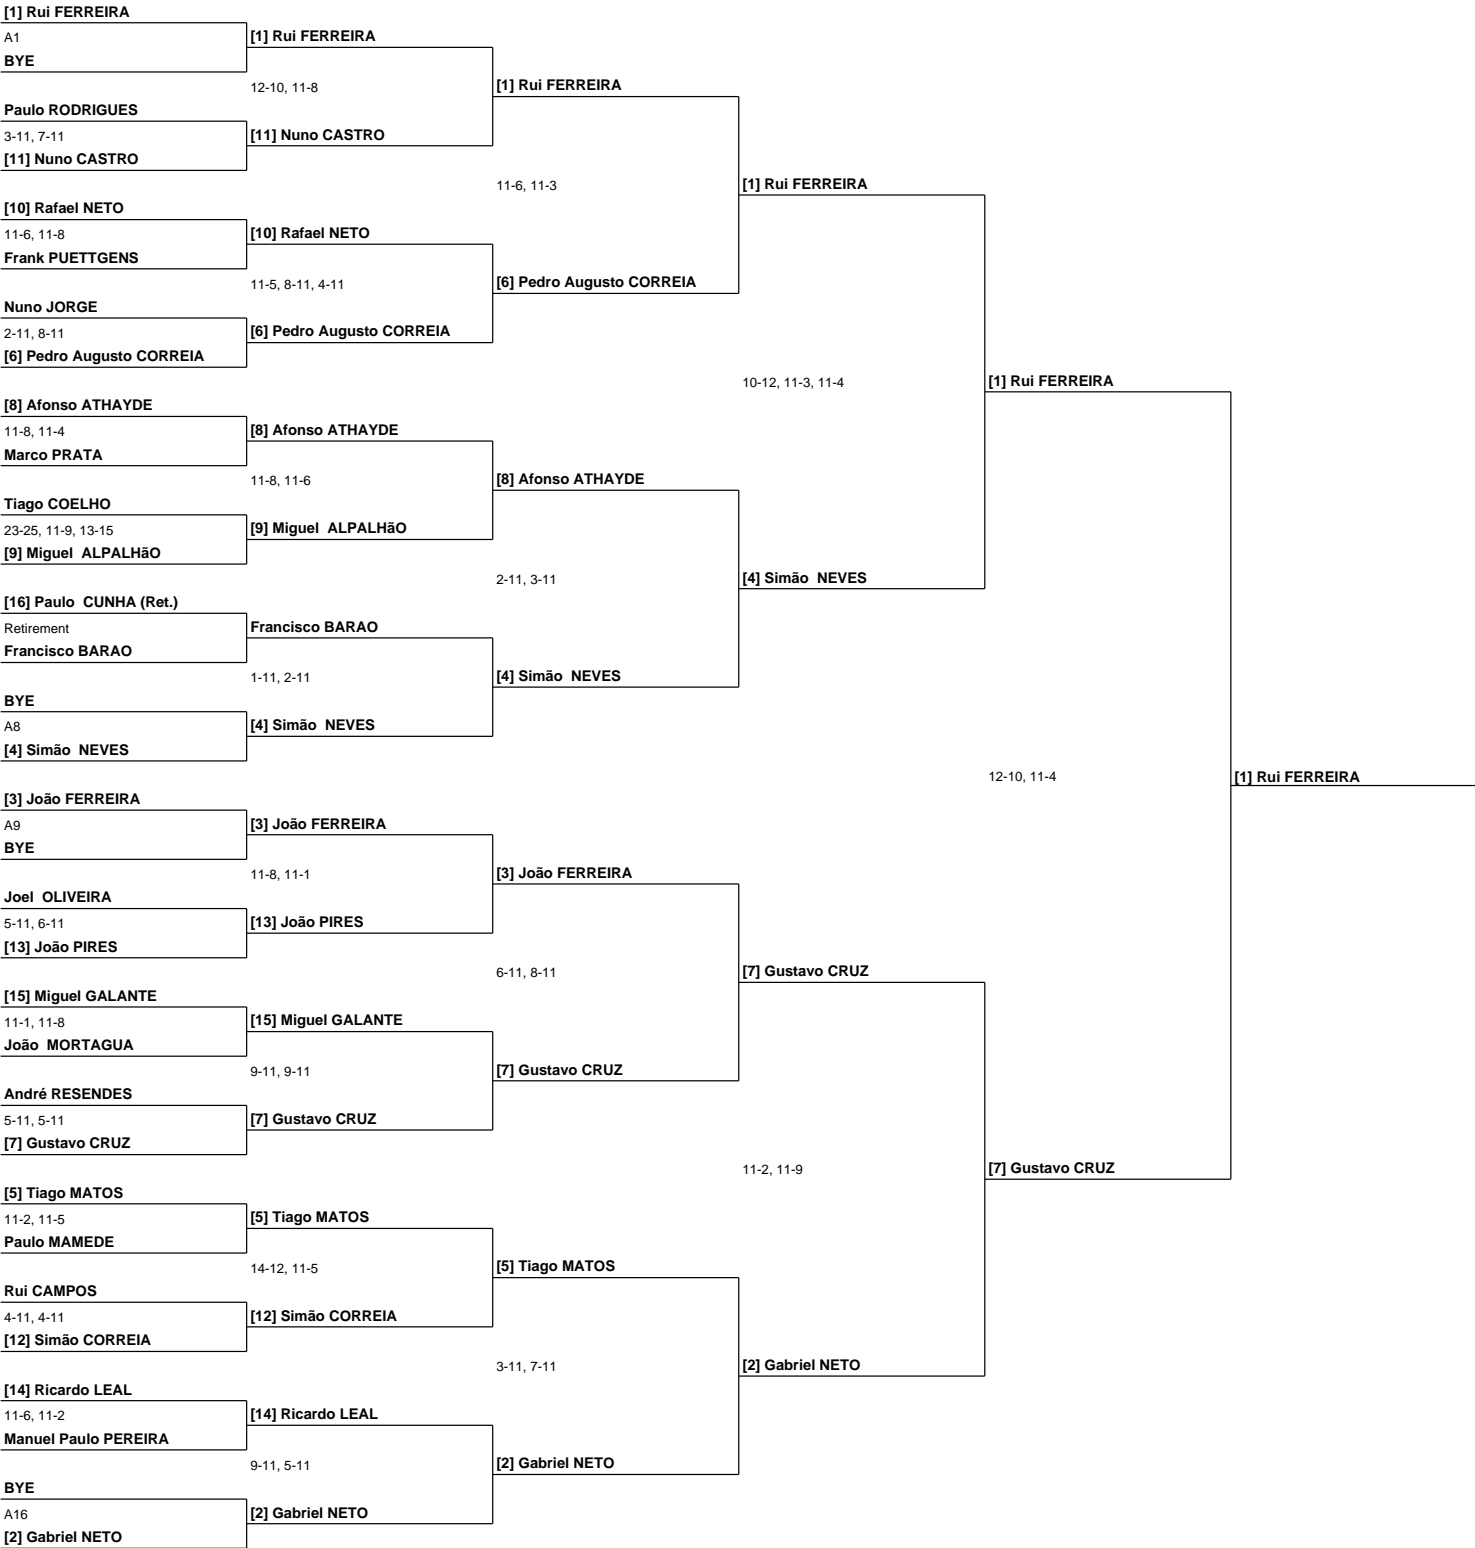 [1] Rui FERREIRA
A1
BYE
Paulo RODRIGUES
3-11, 7-11
[11] Nuno CASTRO
[10] Rafael NETO
11-6, 11-8
Frank PUETTGENS
Nuno JORGE
2-11, 8-11
[6] Pedro Augusto CORREIA
[8] Afonso ATHAYDE
11-8, 11-4
Marco PRATA
Tiago COELHO
23-25, 11-9, 13-15
[9] Miguel  ALPALHãO
[16] Paulo  CUNHA (Ret.)
Retirement
Francisco BARAO
BYE
A8
[4] Simão  NEVES
[3] João FERREIRA
A9
BYE
Joel  OLIVEIRA
5-11, 6-11
[13] João PIRES
[15] Miguel GALANTE
11-1, 11-8
João  MORTAGUA
André RESENDES
5-11, 5-11
[7] Gustavo CRUZ
[5] Tiago MATOS
11-2, 11-5
Paulo MAMEDE
Rui CAMPOS
4-11, 4-11
[12] Simão CORREIA
[14] Ricardo LEAL
11-6, 11-2
Manuel Paulo PEREIRA
BYE
A16
[2] Gabriel NETO
[1] Rui FERREIRA
12-10, 11-8
[11] Nuno CASTRO
[10] Rafael NETO
11-5, 8-11, 4-11
[6] Pedro Augusto CORREIA
[8] Afonso ATHAYDE
11-8, 11-6
[9] Miguel  ALPALHãO
Francisco BARAO
1-11, 2-11
[4] Simão  NEVES
[3] João FERREIRA
11-8, 11-1
[13] João PIRES
[15] Miguel GALANTE
9-11, 9-11
[7] Gustavo CRUZ
[5] Tiago MATOS
14-12, 11-5
[12] Simão CORREIA
[14] Ricardo LEAL
9-11, 5-11
[2] Gabriel NETO
[1] Rui FERREIRA
11-6, 11-3
[6] Pedro Augusto CORREIA
[8] Afonso ATHAYDE
2-11, 3-11
[4] Simão  NEVES
[3] João FERREIRA
6-11, 8-11
[7] Gustavo CRUZ
[5] Tiago MATOS
3-11, 7-11
[2] Gabriel NETO
[1] Rui FERREIRA
10-12, 11-3, 11-4
[4] Simão  NEVES
[7] Gustavo CRUZ
11-2, 11-9
[2] Gabriel NETO
[1] Rui FERREIRA
12-10, 11-4
[7] Gustavo CRUZ
[1] Rui FERREIRA